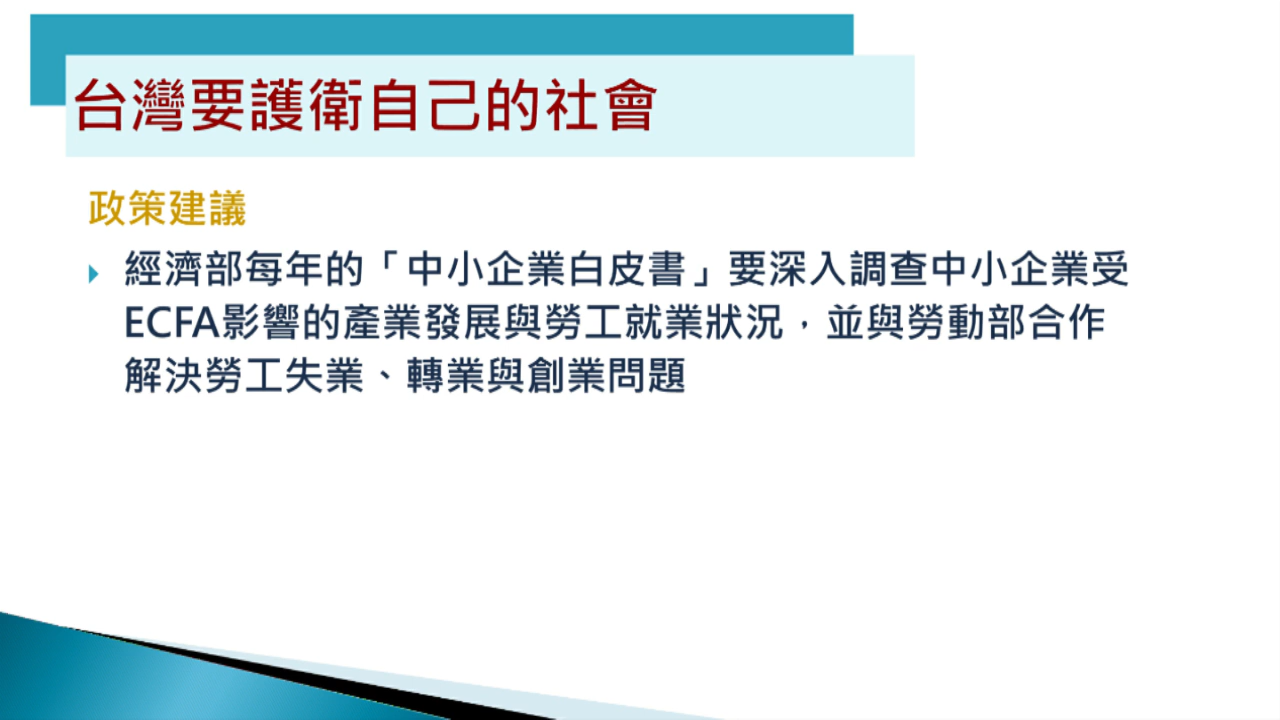 台灣要護衛自己的社會
政策建議
經濟部每年的「中小企業白皮書」要深入調查中小企業受
ECFA影響的產業發展與勞工就業狀況，並與勞動部合作
解決勞工失業、轉業與創業問題